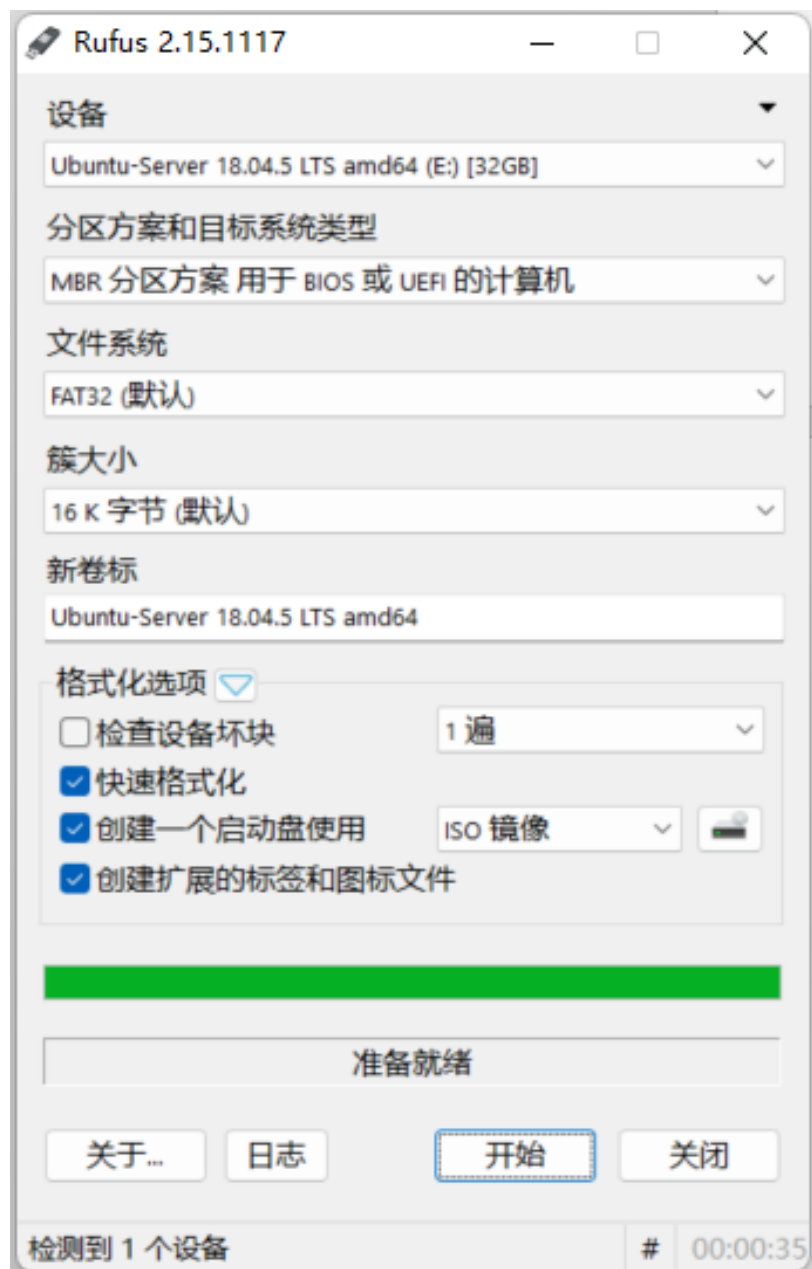 Rufus 2.15.1117
设备
Ubuntu-Server 18.04.5 LTS amd64 (E:) [32GB]
分区方案和目标系统类型
MBR 分区方案 用于 BIOS 或 UEFI 的计算机
文件系统
FAT32 (默认)
簇大小
16 K 字节 (默认)
新卷标
Ubuntu-Server 18.04.5 LTS amd64
格式化选项
检查设备坏块 1 遍
快速格式化
创建一个启动盘使用 ISO 镜像
创建扩展的标签和图标文件
准备就绪
关于... 日志 开始 关闭
检测到 1 个设备 # 00:00:35